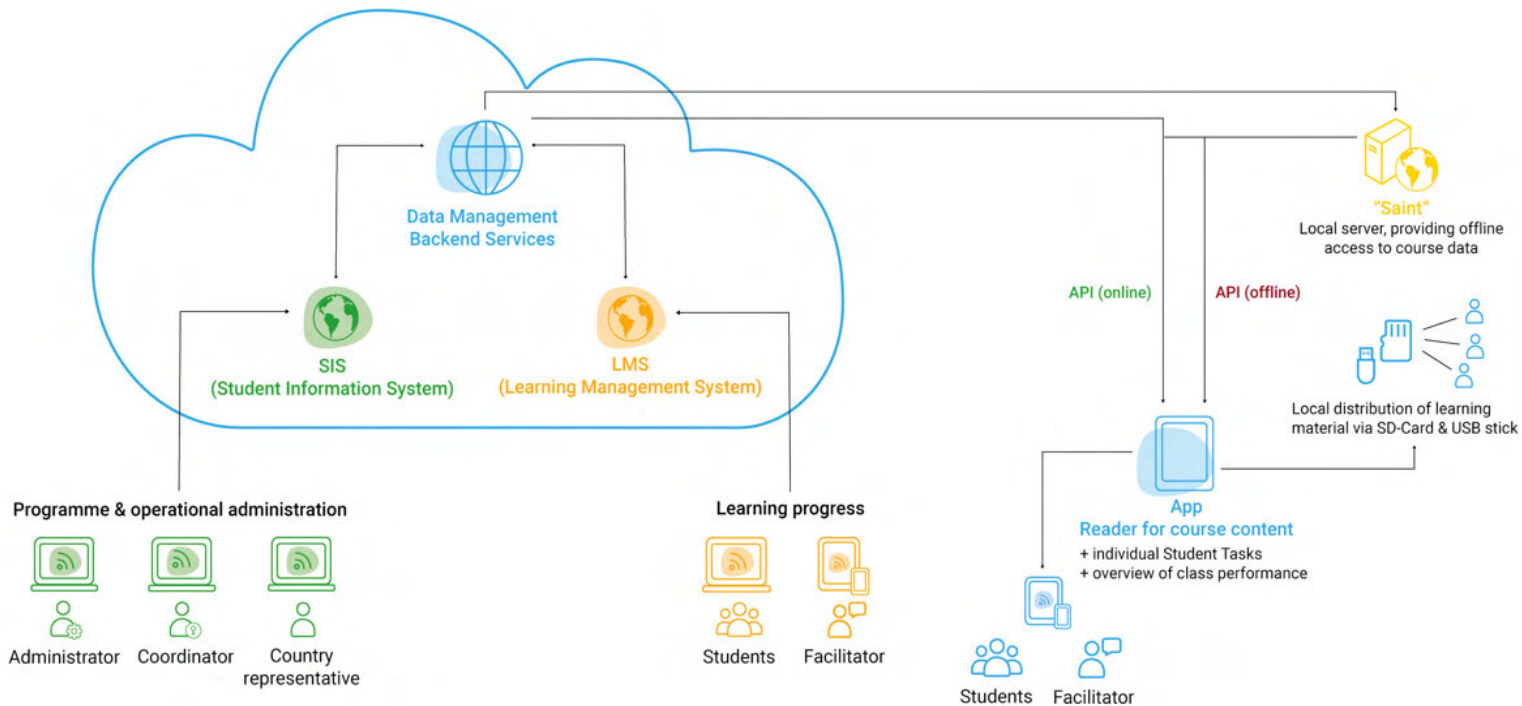 Data Management
Backend Services
SIS
(Student Information System)
LMS
(Learning Management System)
"Saint"
Local server, providing offline
access to course data
API (online)
API (offline)
Local distribution of learning
material via SD-Card & USB stick
App
Reader for course content
+ individual Student Tasks
+ overview of class performance
Students
Facilitator
Programme & operational administration
Administrator
Coordinator
Country
representative
Learning progress
Students
Facilitator